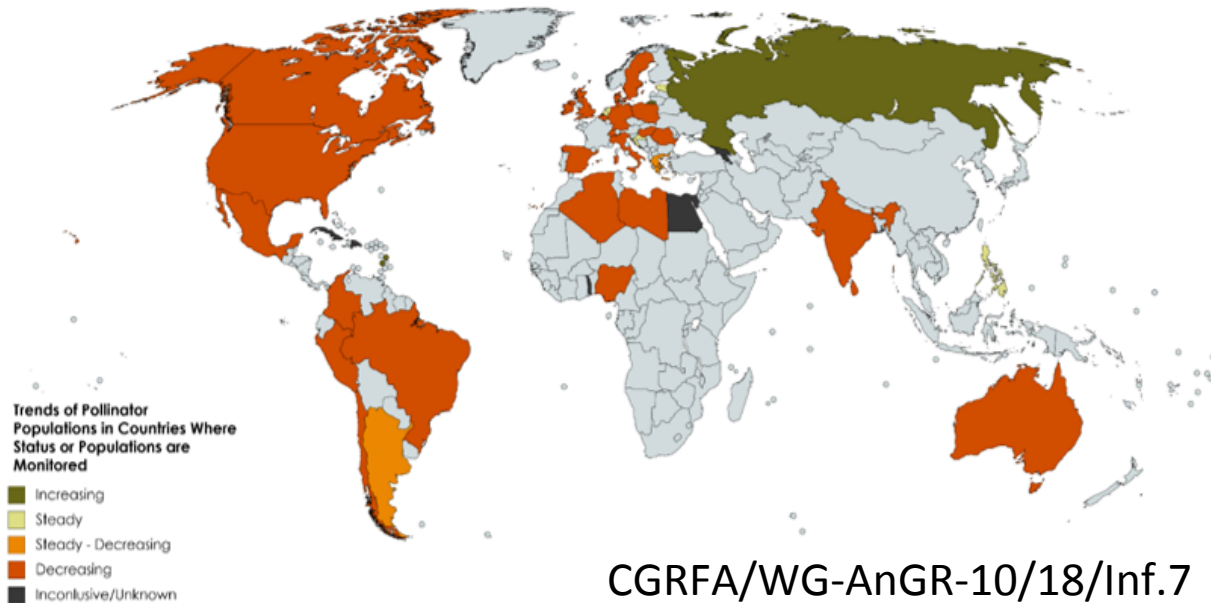 Trends of Pollinator
Populations in Countries Where
Status or Populations are
Monitored
Increasing
Steady
Steady - Decreasing
Decreasing
Inconlusive/Unknown
CGRFA/WG-AnGR-10/18/Inf.7